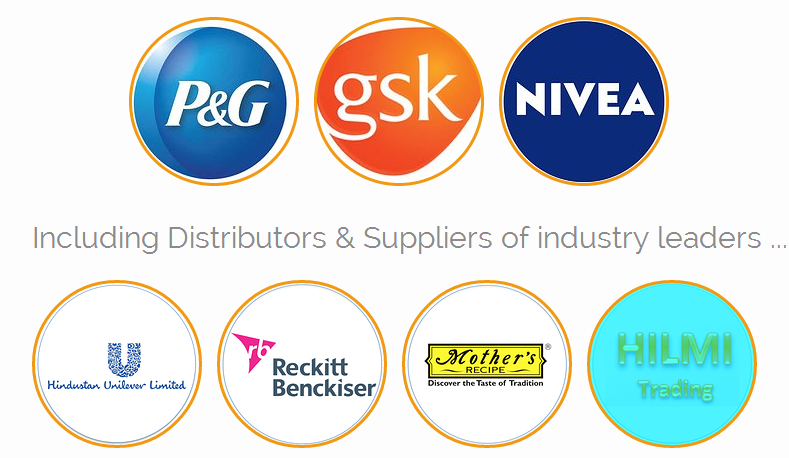 P&G
gsk
NIVEA
Including Distributors & Suppliers of industry leaders ...
Hindustan Unilever Limited
rb
Reckitt
Benckiser
Mother's ®
RECIPE
Discover the Taste of Tradition
HILMI
Trading